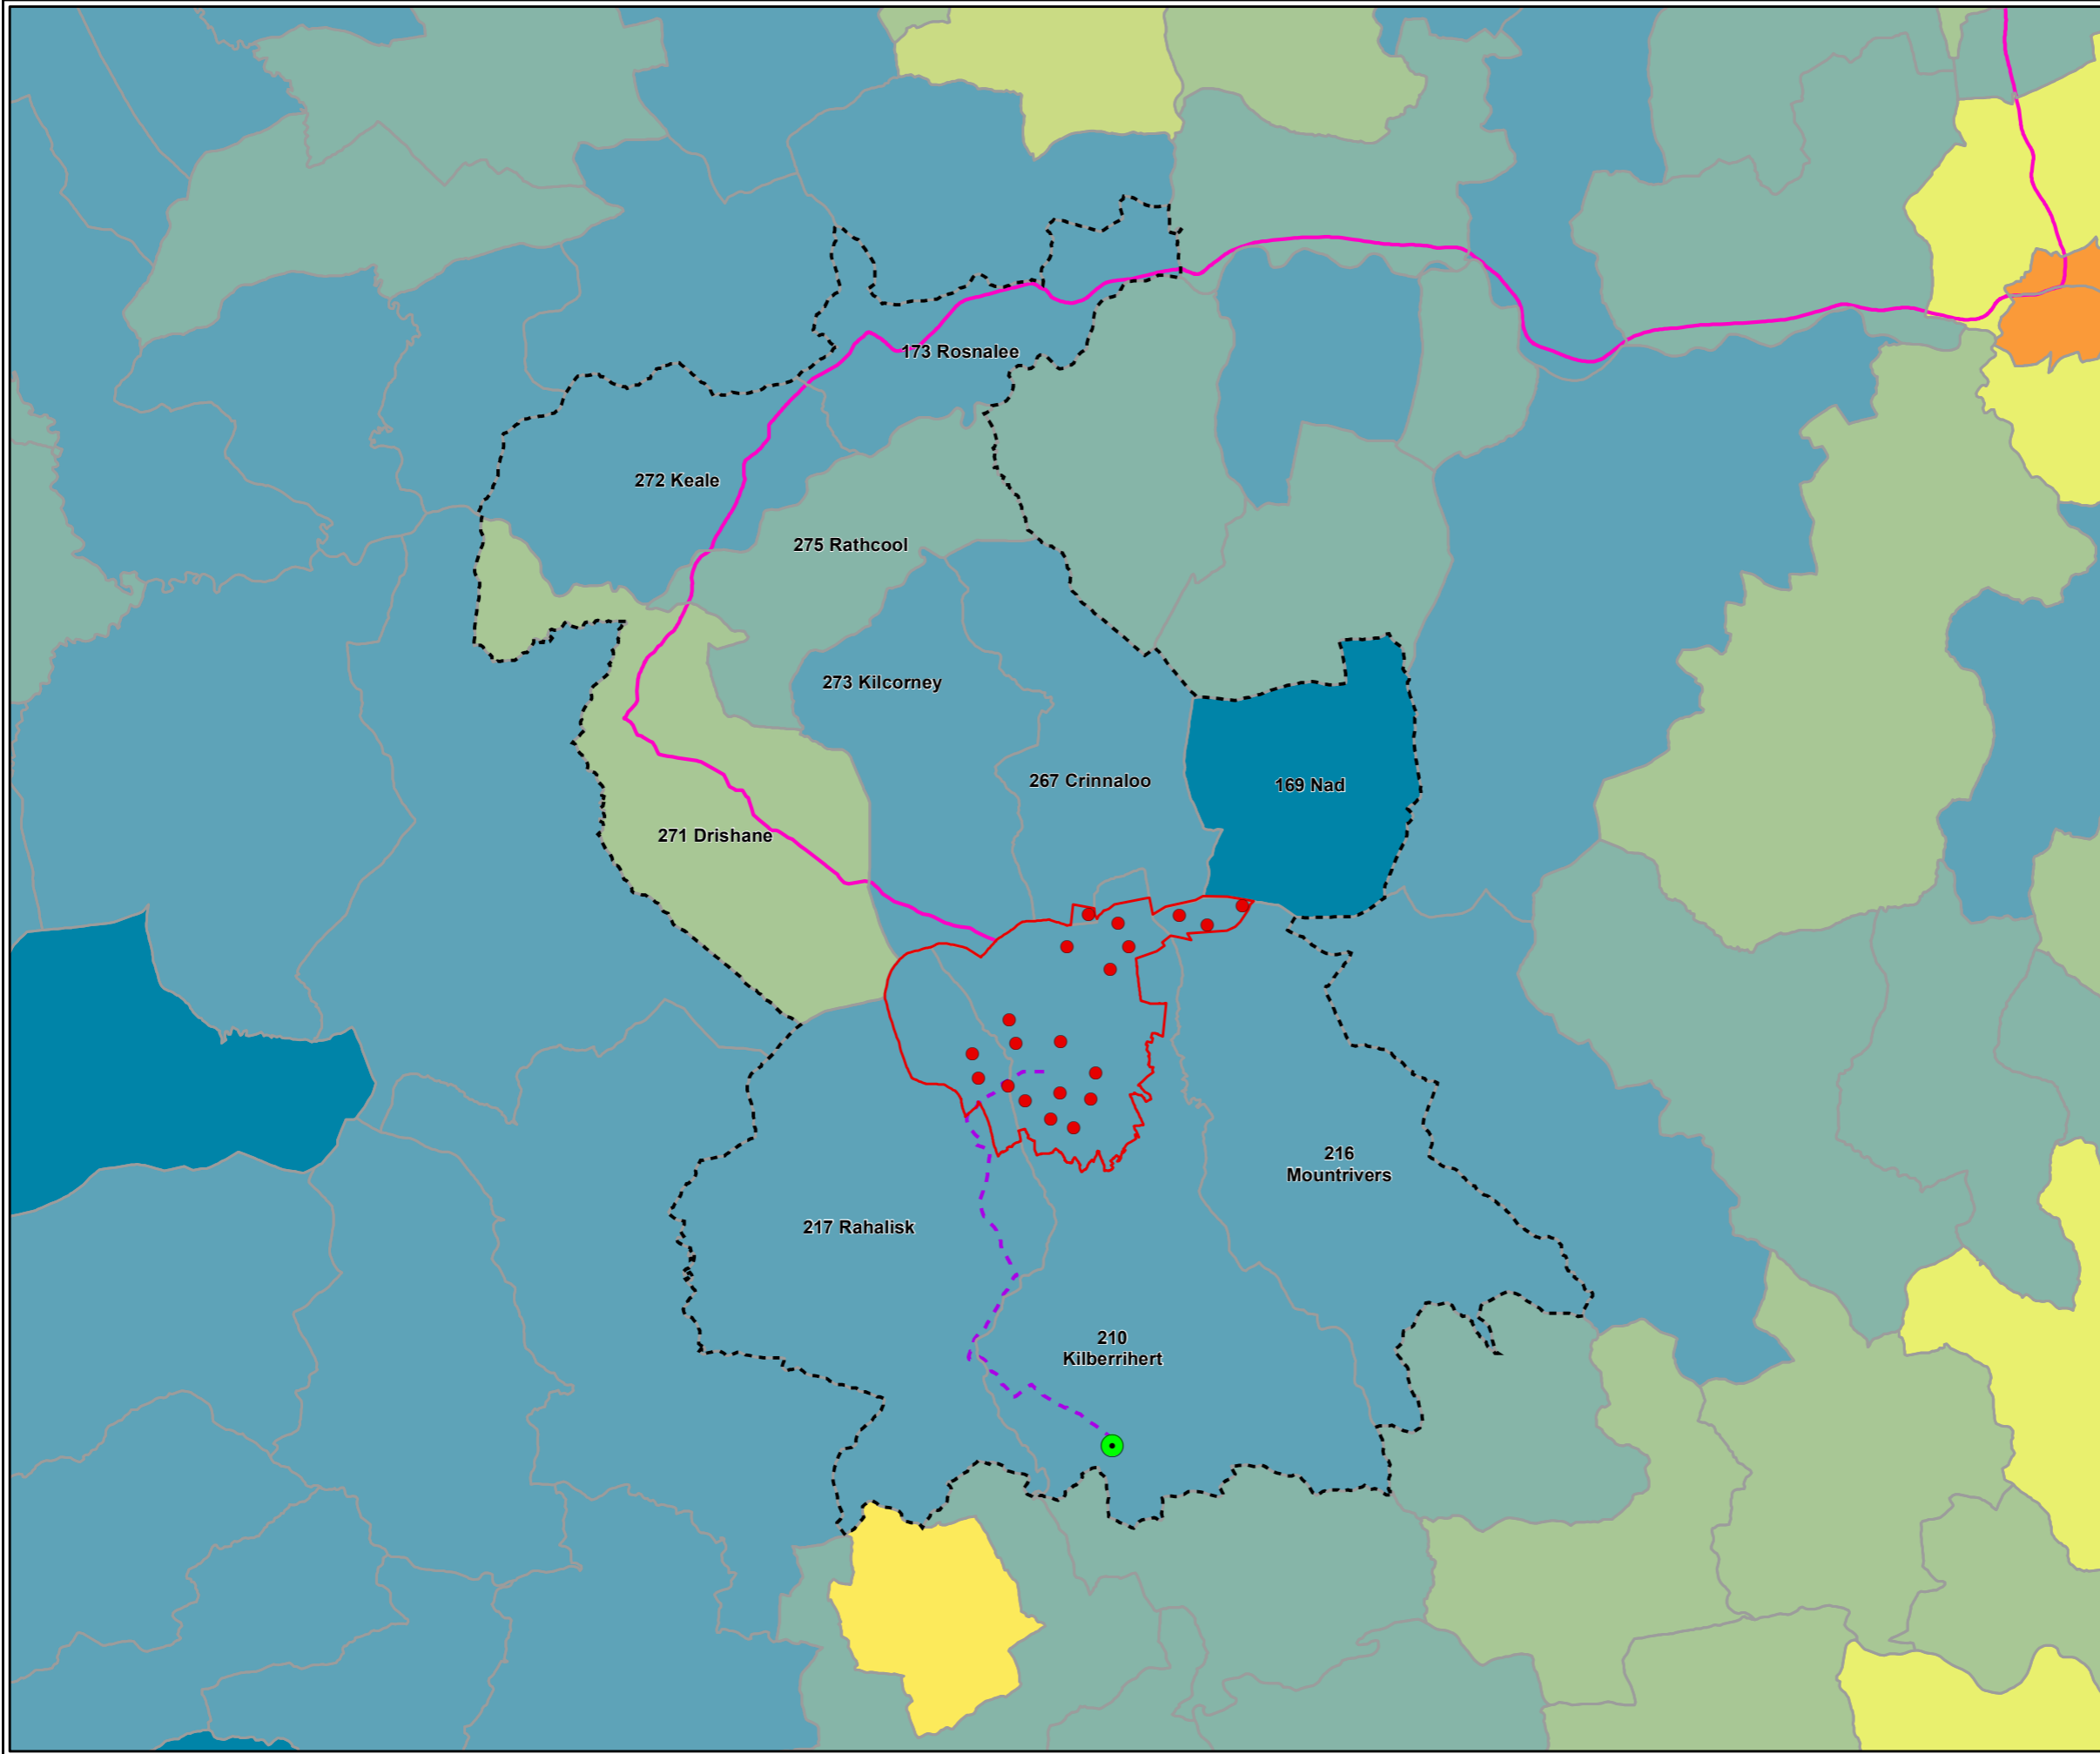 173 Rosnalee
272 Keale
275 Rathcool
273 Kilcorney
267 Crinnaloo
169 Nad
271 Drishane
216
Mountrivers
217 Rahalisk
210
Kilberrihert